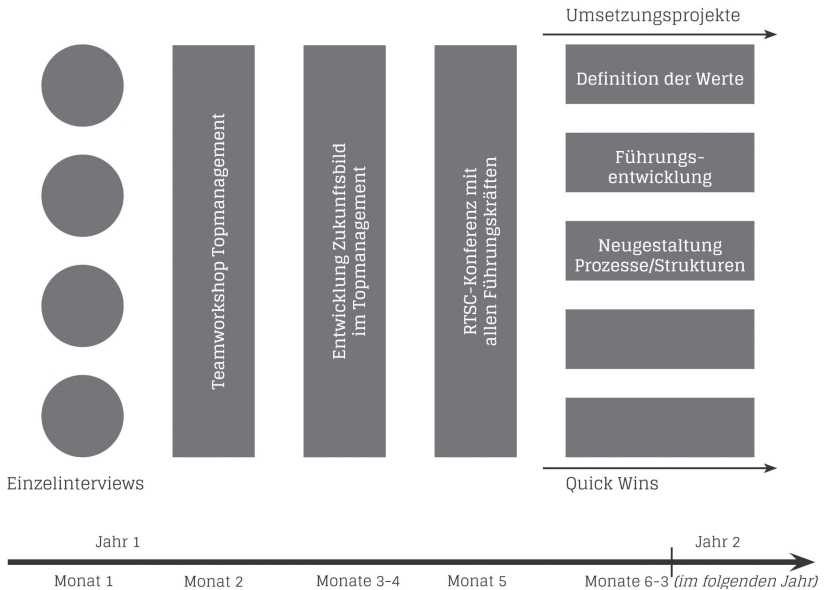 Umsetzungsprojekte
Teamworkshop Topmanagement
Entwicklung Zukunftsbild
im Topmanagement
RTSC-Konferenz mit
allen Führungskräften
Definition der Werte
Führungs-
entwicklung
Neugestaltung
Prozesse/Strukturen
Einzelinterviews
Quick Wins
Jahr 1
Jahr 2
Monat 1
Monat 2
Monate 3–4
Monat 5
Monate 6–3 (im folgenden Jahr)